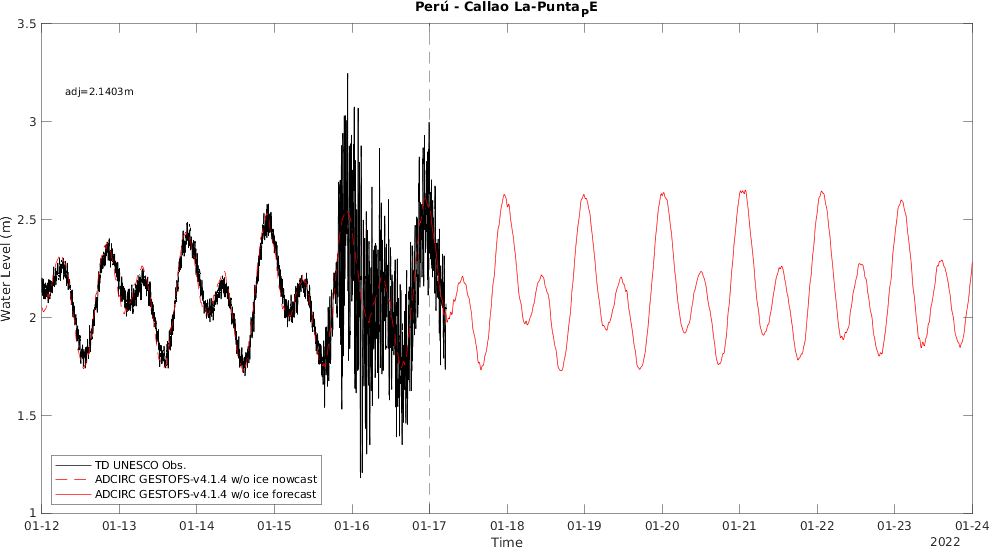 Perú - Callao La-PuntaPE
3.5
adj=2.1403m
3
2.5
Water Level (m)
2
1.5
TD UNESCO Obs.
ADCIRC GESTOFS-v4.1.4 w/o ice nowcast
ADCIRC GESTOFS-v4.1.4 w/o ice forecast
1
01-12 01-13 01-14 01-15 01-16 01-17 01-18 01-19 01-20 01-21 01-22 01-23 01-24
Time
2022